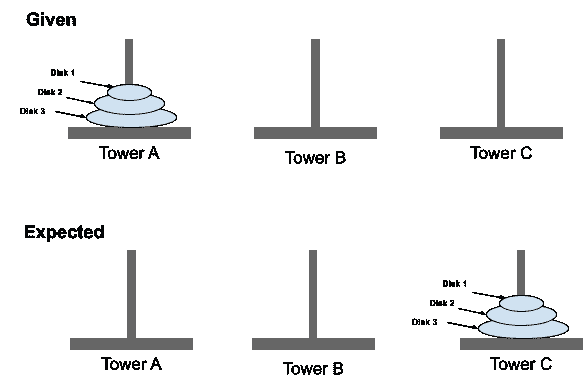 Given
Disk 1
Disk 2
Disk 3
Tower A
Tower B
Tower C
Expected
Disk 1
Disk 2
Disk 3
Tower A
Tower B
Tower C